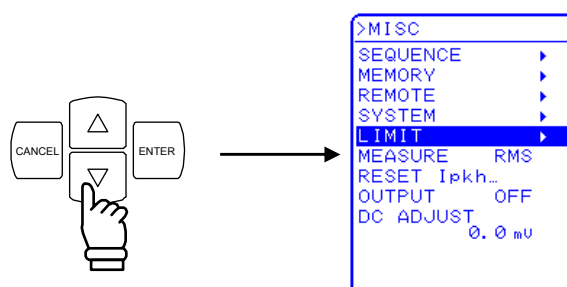 CANCEL
ENTER
>MISC
SEQUENCE
MEMORY
REMOTE
SYSTEM
LIMIT
MEASURE RMS
RESET Ipkh…
OUTPUT OFF
DC ADJUST
0.0 mV